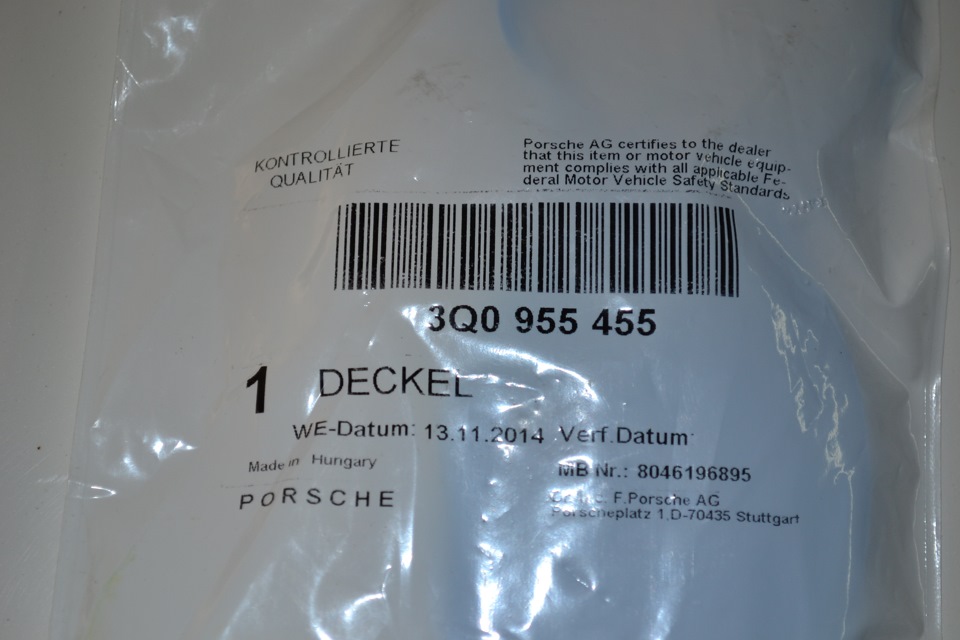 KONTROLLIERTE
QUALITÄT
Porsche AG certifies to the dealer
that this item or motor vehicle equip-
ment complies with all applicable Fe-
deral Motor Vehicle Safety Standards
3Q0 955 455
1 DECKEL
WE-Datum: 13.11.2014 Verf.Datum
Made in Hungary
MB Nr.: 8046196895
PORSCHE
F.Porsche AG
Porscheplatz 1,D-70435 Stuttgart